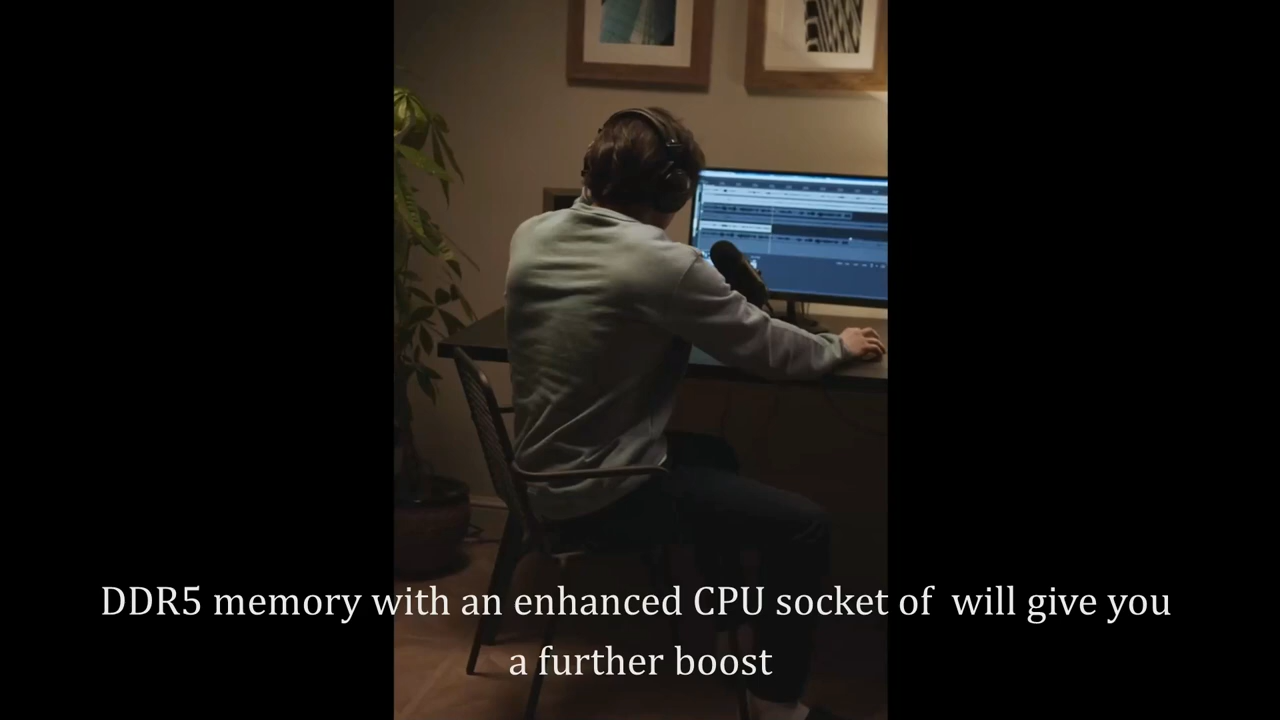 DDR5 memory with an enhanced CPU socket of  will give you
a further boost